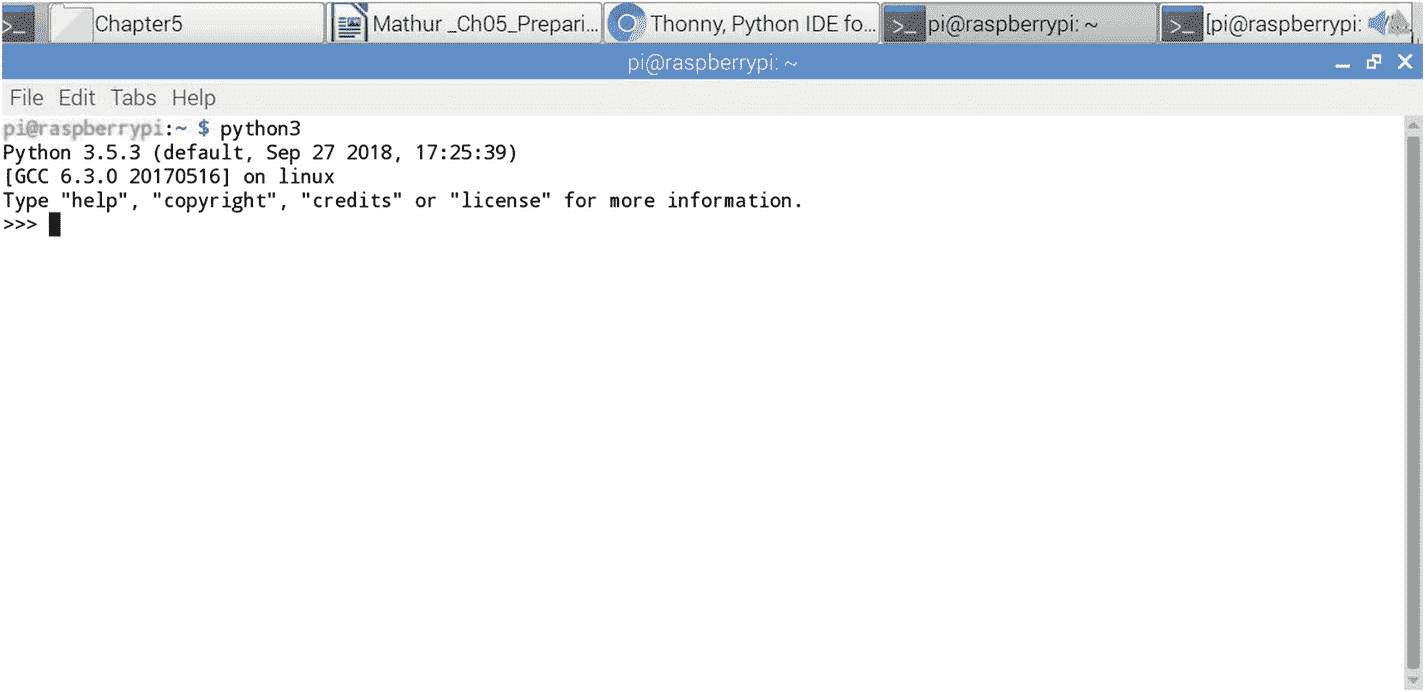 >_ Chapter5 Mathur _Ch05_Prepari... Thonny, Python IDE fo... >_ pi@raspberrypi: ~ >_ [pi@raspberrypi:
pi@raspberrypi: ~
File Edit Tabs Help
pi@raspberrypi:~ $ python3
Python 3.5.3 (default, Sep 27 2018, 17:25:39)
[GCC 6.3.0 20170516] on linux
Type "help", "copyright", "credits" or "license" for more information.
>>>